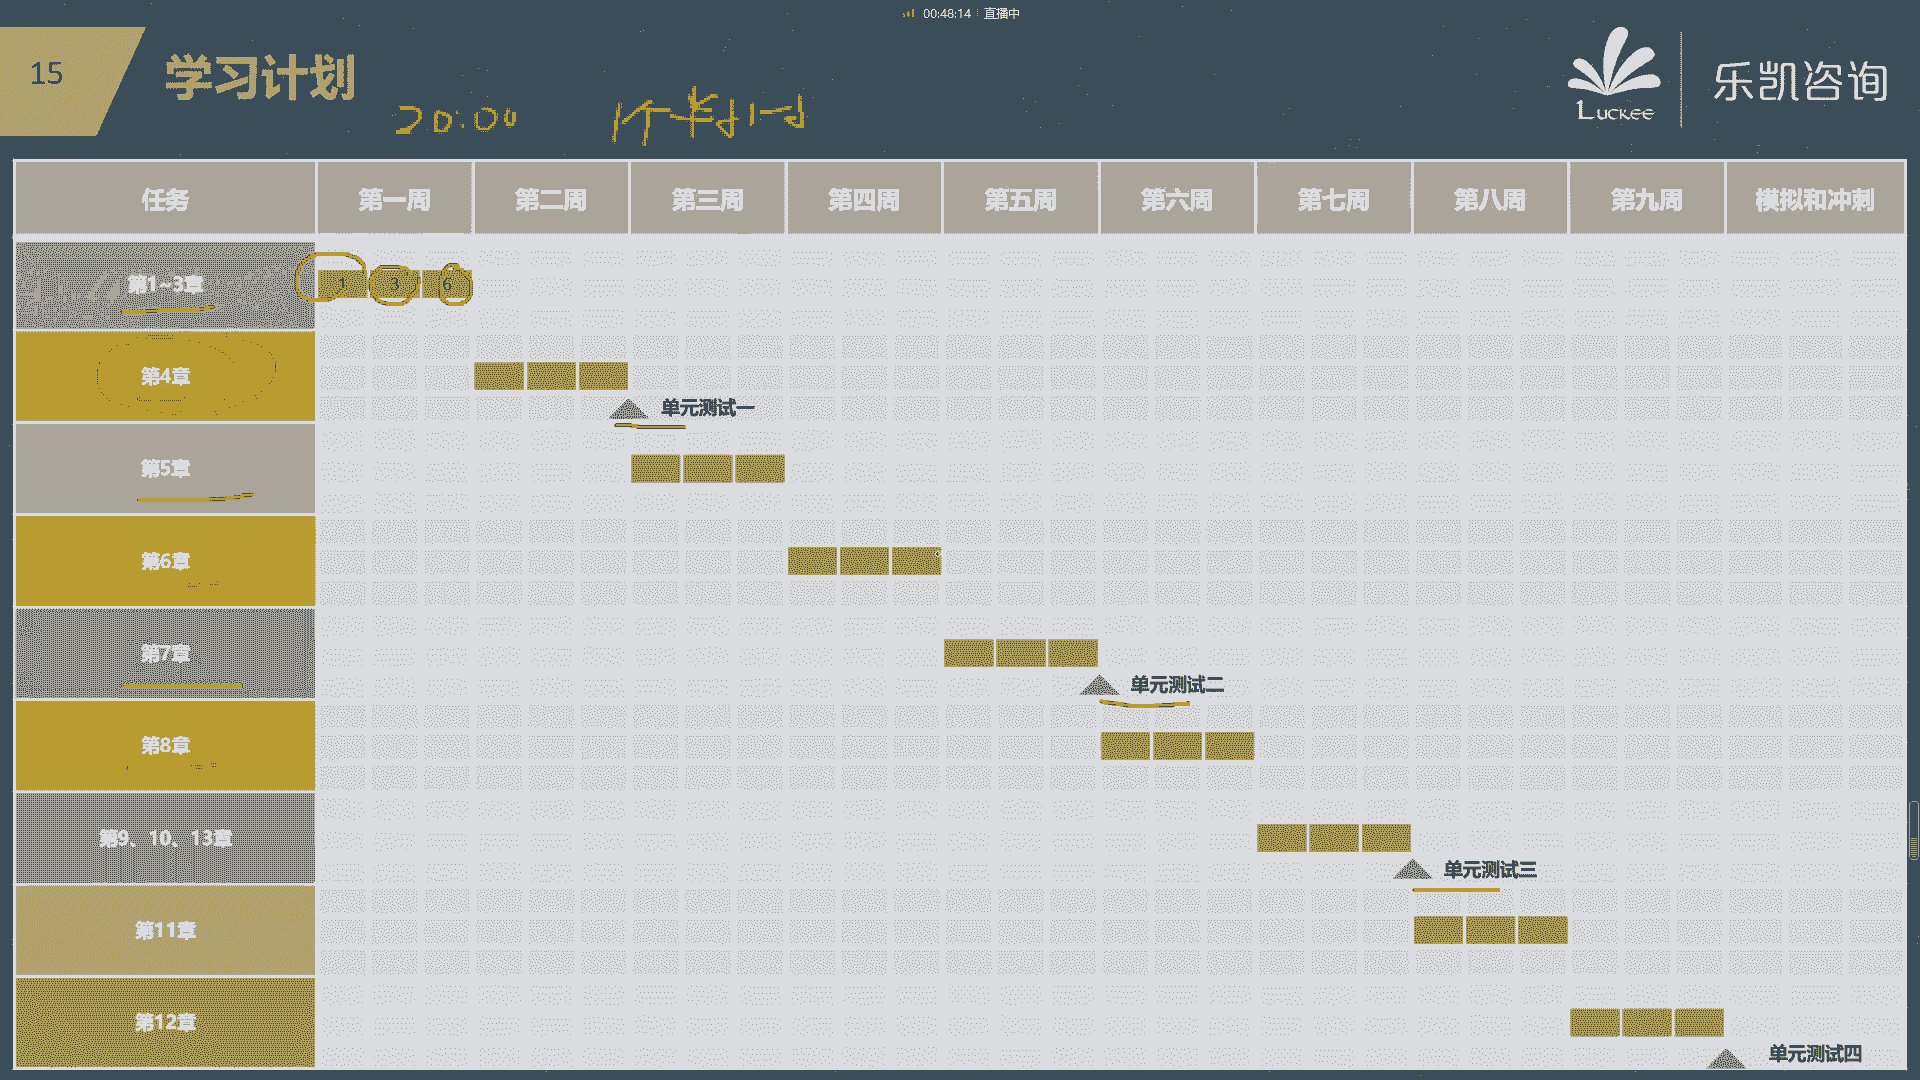 00:48:14 直播中
15 学习计划
20:00 1个半小时
Luckee
乐凯咨询
任务 第一周 第二周 第三周 第四周 第五周 第六周 第七周 第八周 第九周 模拟和冲刺
第1~3章 1 3 6
第4章
单元测试一
第5章
第6章
第7章
单元测试二
第8章
第9、10、13章
单元测试三
第11章
第12章
单元测试四